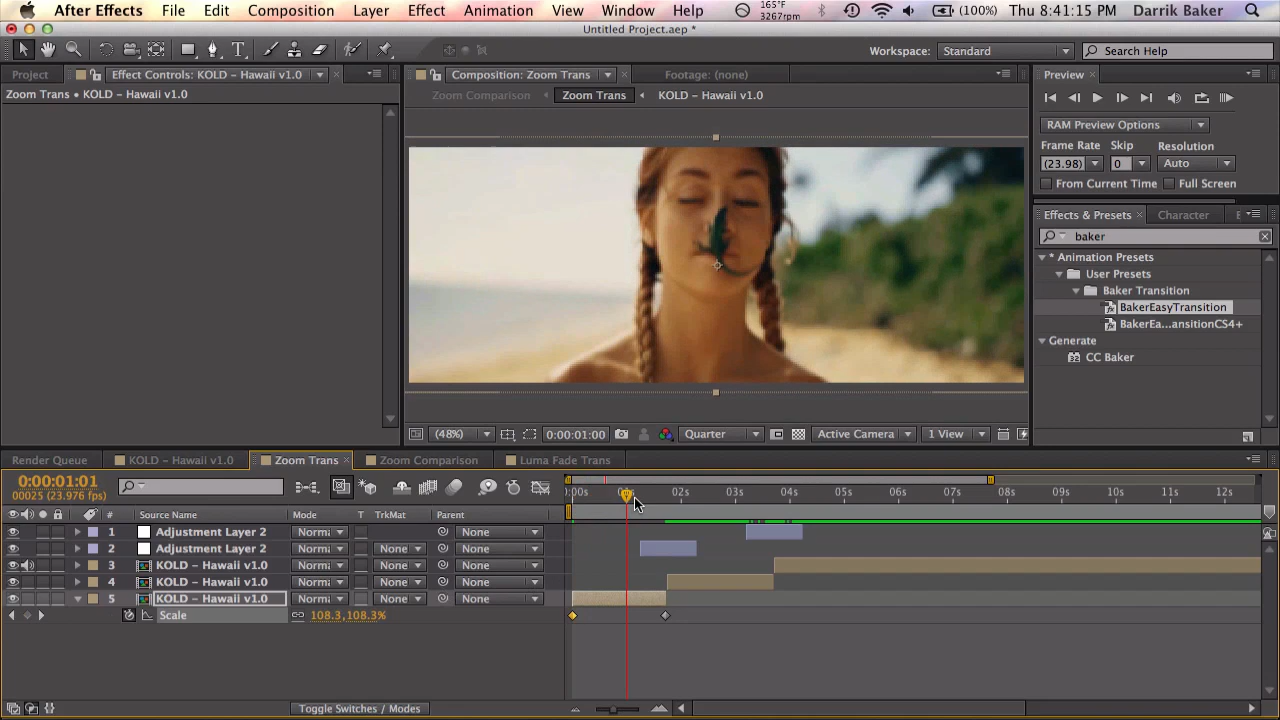 After Effects File Edit Composition Layer Effect Animation View Window Help 165°F 3267rpm (100%) Thu 8:41:15 PM Darrik Baker
Untitled Project.aep *
Workspace: Standard Search Help
Project Effect Controls: KOLD – Hawaii v1.0 Composition: Zoom Trans Footage: (none) Preview
Zoom Trans • KOLD – Hawaii v1.0 Zoom Comparison Zoom Trans KOLD – Hawaii v1.0
RAM Preview Options
Frame Rate Skip Resolution
(23.98) 0 Auto
From Current Time Full Screen
Effects & Presets Character E
baker
* Animation Presets
User Presets
Baker Transition
BakerEasyTransition
BakerEa...ansitionCS4+
Generate
CC Baker
(48%) 0:00:01:00 Quarter Active Camera 1 View
Render Queue KOLD – Hawaii v1.0 Zoom Trans Zoom Comparison Luma Fade Trans
0:00:01:01
00025 (23.976 fps)
):00s 02s 03s 04s 05s 06s 07s 08s 09s 10s 11s 12s
# Source Name Mode T TrkMat Parent
1 Adjustment Layer 2 Norma None
2 Adjustment Layer 2 Norma None None
3 KOLD – Hawaii v1.0 Norma None None
4 KOLD – Hawaii v1.0 Norma None None
5 KOLD – Hawaii v1.0 Norma None None
Scale 108.3,108.3%
Toggle Switches / Modes